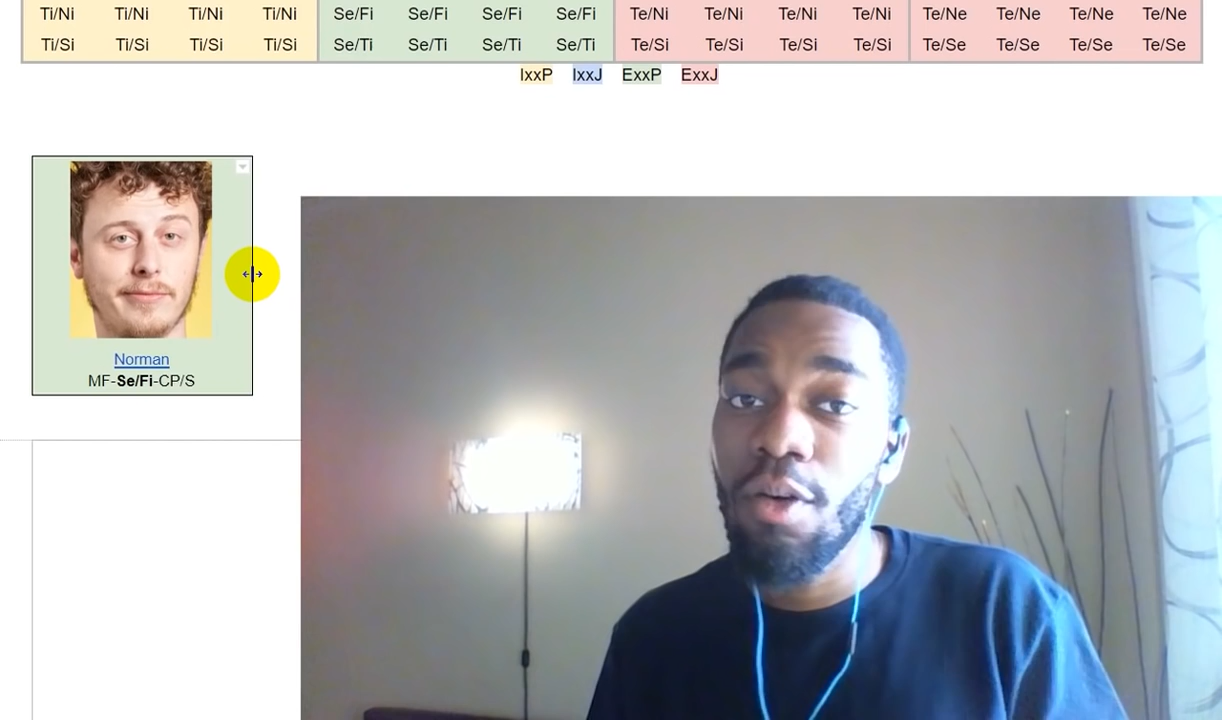 Ti/Ni Ti/Ni Ti/Ni Ti/Ni Se/Fi Se/Fi Se/Fi Se/Fi Te/Ni Te/Ni Te/Ni Te/Ni Te/Ne Te/Ne Te/Ne Te/Ne
Ti/Si Ti/Si Ti/Si Ti/Si Se/Ti Se/Ti Se/Ti Se/Ti Te/Si Te/Si Te/Si Te/Si Te/Se Te/Se Te/Se Te/Se
IxxP IxxJ ExxP ExxJ
Norman
MF-Se/Fi-CP/S